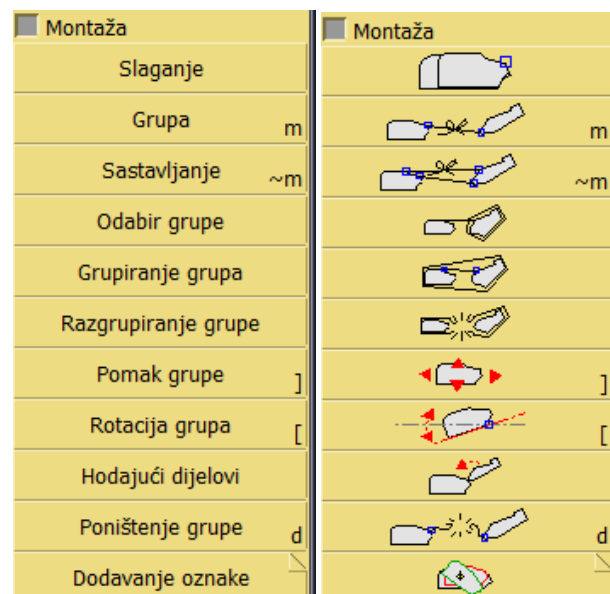 Montaža
Slaganje
Grupa m
Sastavljanje ~m
Odabir grupe
Grupiranje grupa
Razgrupiranje grupe
Pomak grupe ]
Rotacija grupa [
Hodajući dijelovi
Poništenje grupe d
Dodavanje oznake
Montaža
m
~m
]
[
d